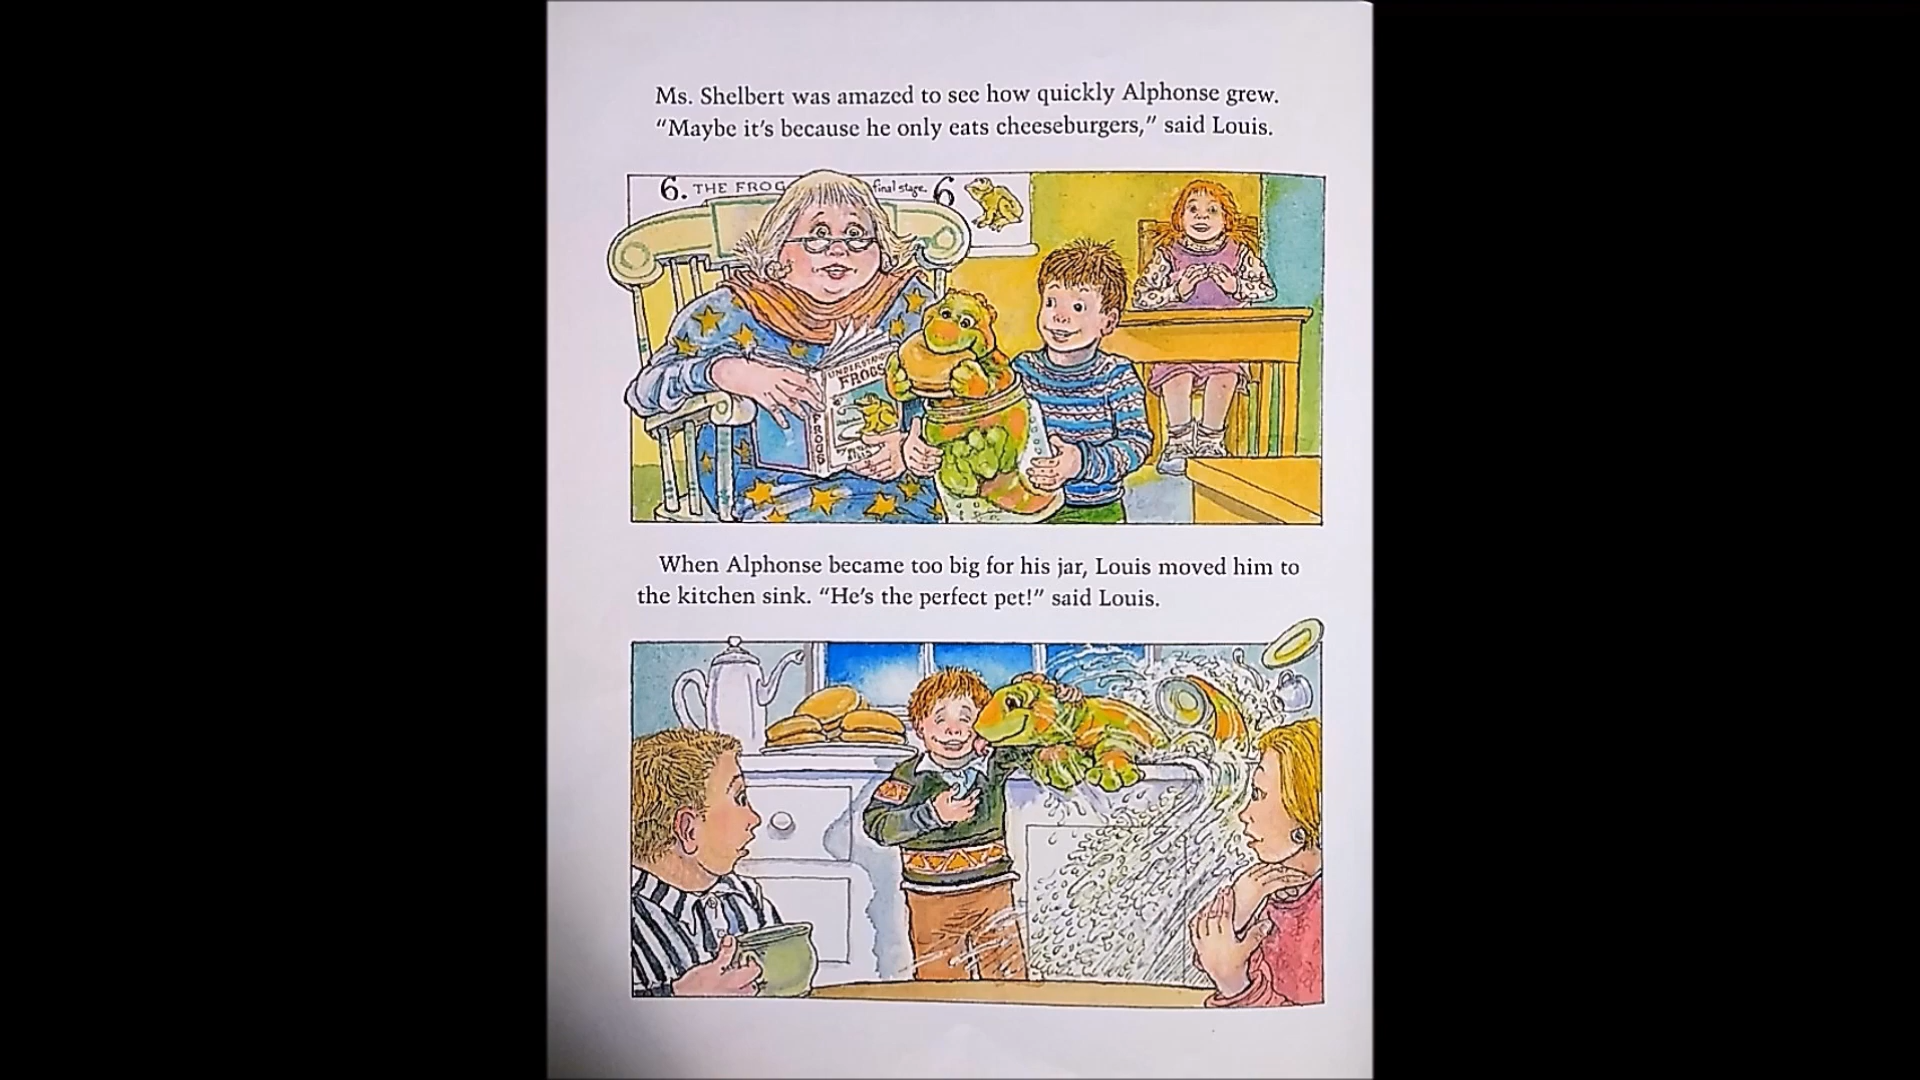 Ms. Shelbert was amazed to see how quickly Alphonse grew.
“Maybe it’s because he only eats cheeseburgers,” said Louis.
6. THE FROG final stage. 6
UNDERSTAND
FROGS
FROGS
When Alphonse became too big for his jar, Louis moved him to
the kitchen sink. “He’s the perfect pet!” said Louis.